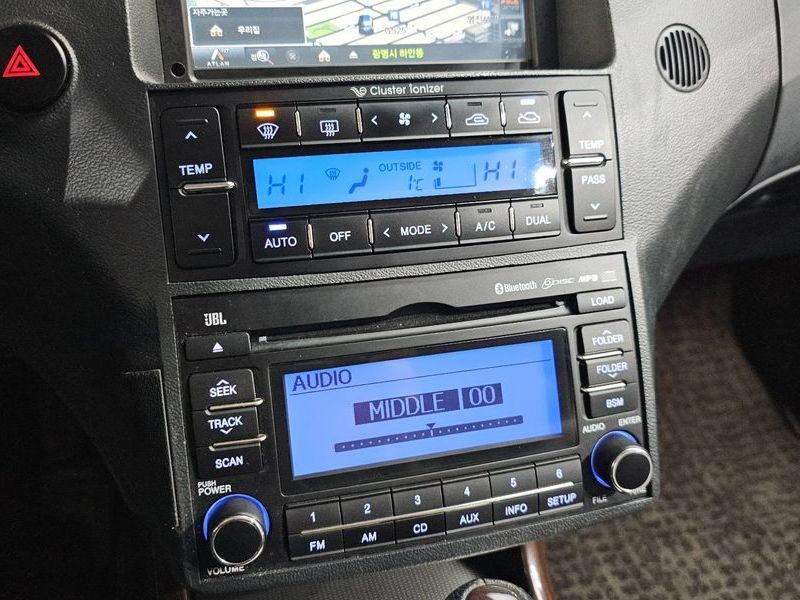 자주가는곳
우리집
ATLAN
광명시 하안동
Cluster Ionizer
TEMP
HI
OUTSIDE
1℃
HI
TEMP
PASS
AUTO
OFF
< MODE >
A/C
DUAL
Bluetooth
6DISC
MP3
JBL
LOAD
AUDIO
MIDDLE 00
SEEK
TRACK
SCAN
FOLDER
FOLDER
BSM
AUDIO
ENTER
PUSH
POWER
VOLUME
FILE
TUNE
1 2 3 4 5 6
FM AM CD AUX INFO SETUP